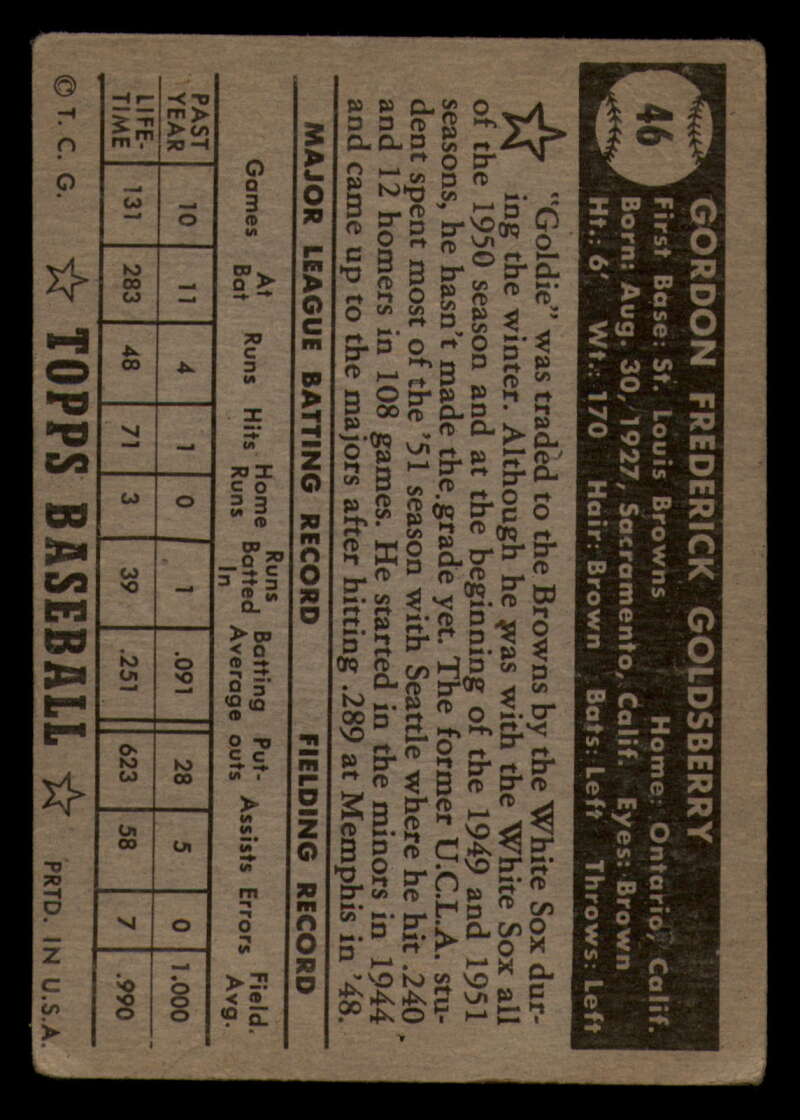 46
GORDON FREDERICK GOLDSBERRY
First Base: St. Louis Browns Home: Ontario, Calif.
Born: Aug. 30, 1927, Sacramento, Calif. Eyes: Brown
Ht.: 6' Wt.: 170 Hair: Brown Bats: Left Throws: Left
"Goldie" was traded to the Browns by the White Sox dur-
ing the winter. Although he was with the White Sox all
of the 1950 season and at the beginning of the 1949 and 1951
seasons, he hasn't made the grade yet. The former U.C.L.A. stu-
dent spent most of the '51 season with Seattle where he hit .240
and 12 homers in 108 games. He started in the minors in 1944
and came up to the majors after hitting .289 at Memphis in '48.
MAJOR LEAGUE BATTING RECORD FIELDING RECORD
Games At Bat Runs Hits Home Runs Runs Batted In Batting Average Put-outs Assists Errors Field. Avg.
PAST YEAR 10 11 4 1 0 1 .091 28 5 0 1.000
LIFE-TIME 131 283 48 71 3 39 .251 623 58 7 .990
© T. C. G. TOPPS BASEBALL PRTD. IN U.S.A.